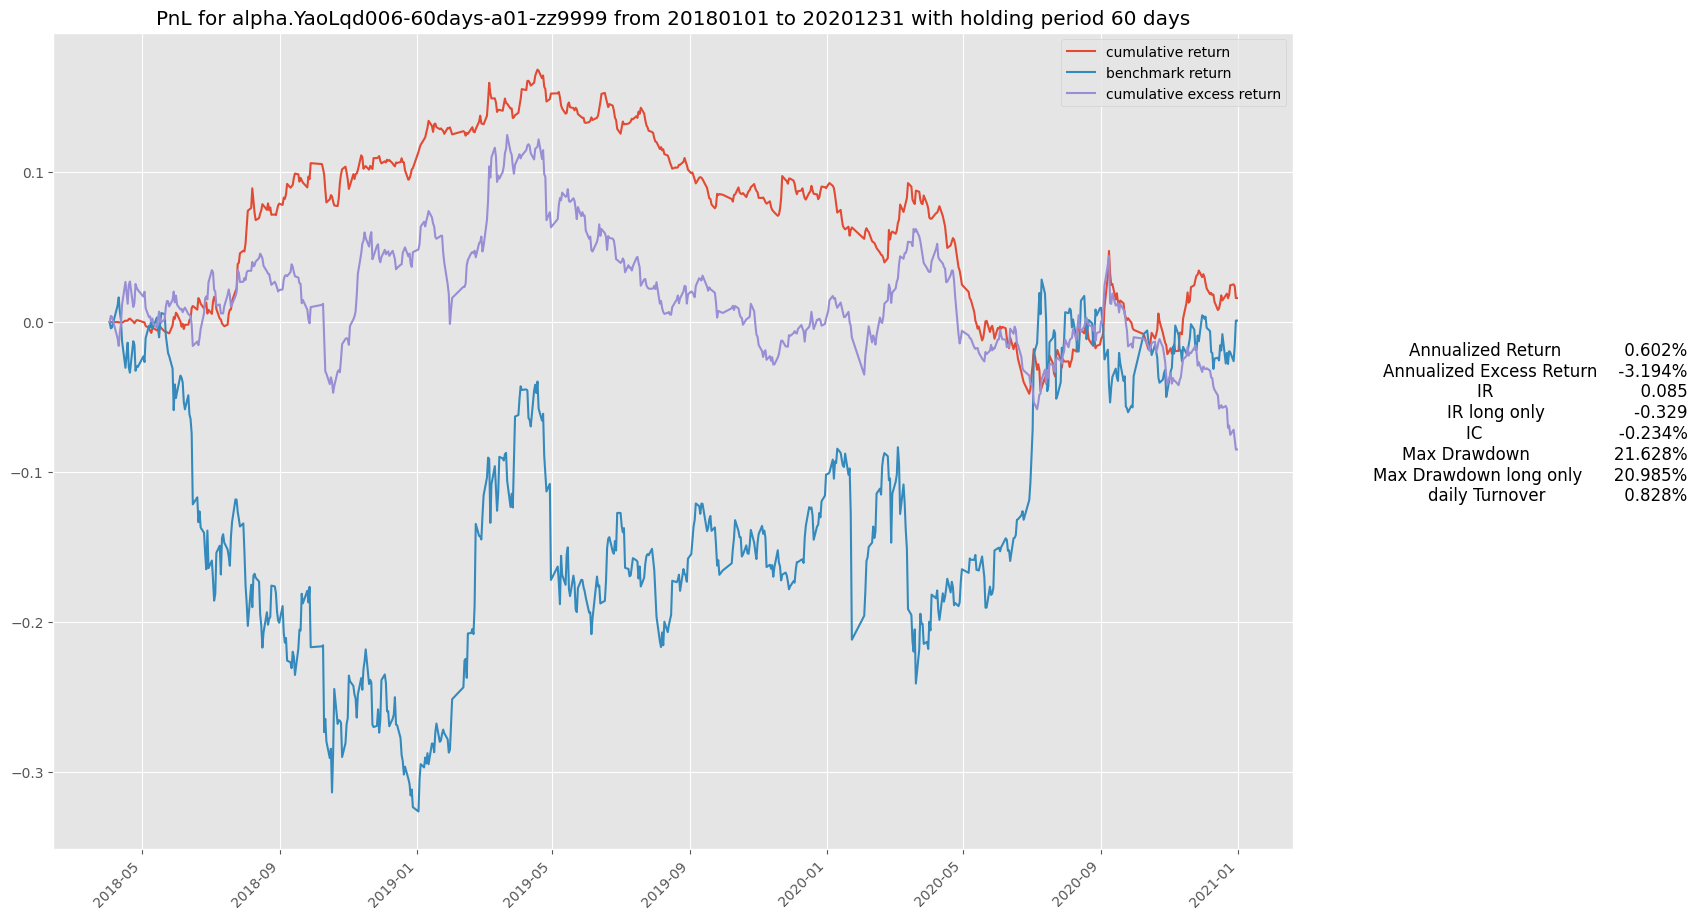 PnL for alpha.YaoLqd006-60days-a01-zz9999 from 20180101 to 20201231 with holding period 60 days
cumulative return
benchmark return
cumulative excess return
0.1
0.0
−0.1
−0.2
−0.3
2018-05
2018-09
2019-01
2019-05
2019-09
2020-01
2020-05
2020-09
2021-01
Annualized Return 0.602%
Annualized Excess Return -3.194%
IR 0.085
IR long only -0.329
IC -0.234%
Max Drawdown 21.628%
Max Drawdown long only 20.985%
daily Turnover 0.828%